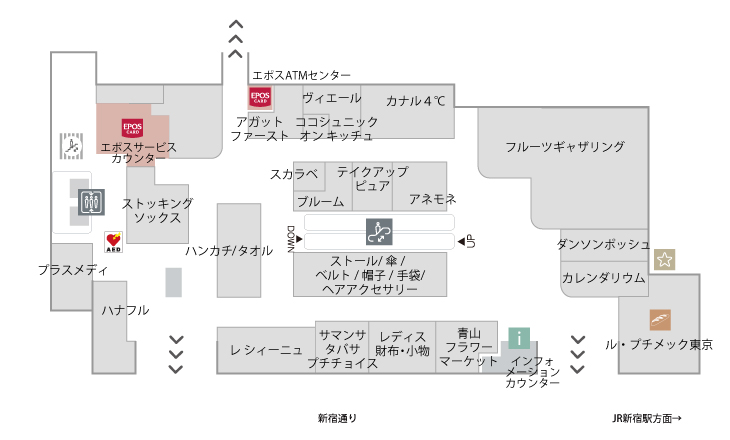 エポスATMセンター
EPOS
CARD
ヴィエール
カナル4℃
アガット
ファースト
ココシュニック
オンキッチュ
EPOS
CARD
エポスサービス
カウンター
フルーツギャザリング
スカラベ
テイクアップ
ピュア
ブルーム
アネモネ
ストッキング
ソックス
AED
ハンカチ/タオル
DOWN
UP
ダンソンボッシュ
カレンダリウム
プラスメディ
ストール/ 傘 /
ベルト / 帽子 / 手袋/
ヘアアクセサリー
ハナフル
レ シィーニュ
サマンサ
タバサ
プチチョイス
レディス
財布・小物
青山
フラワー
マーケット
i
インフォ
メーション
カウンター
ル・プチメック東京
新宿通り
JR新宿駅方面→